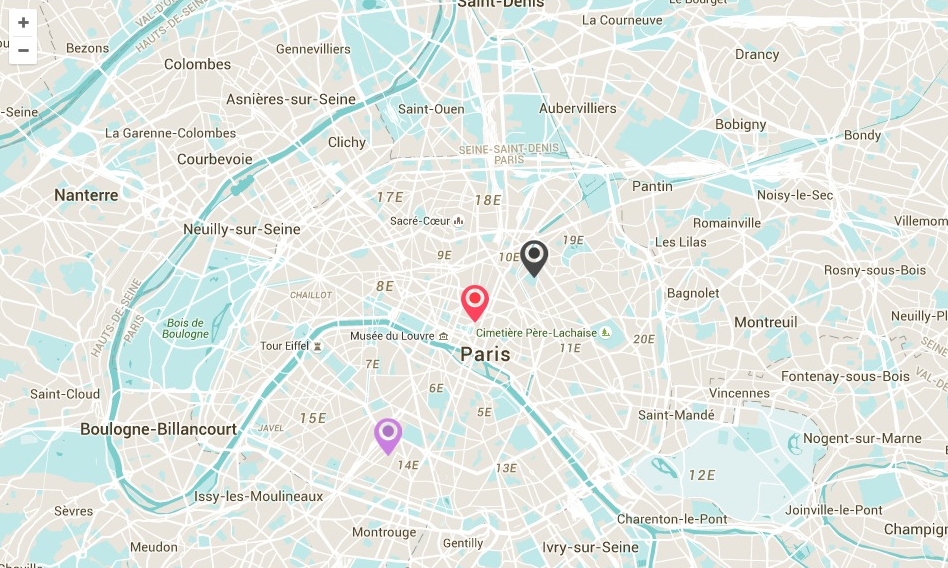 Saint-Denis
La Courneuve
Le Bourget
+
−
VAL-D'O
HAUTS-DE-SEINE
Bezons
Gennevilliers
Drancy
Colombes
Asnières-sur-Seine
Saint-Ouen
Aubervilliers
-Seine
La Garenne-Colombes
Bobigny
Bondy
Clichy
SEINE-SAINT-DENIS
PARIS
Courbevoie
Pantin
Nanterre
Noisy-le-Sec
17E
18E
Sacré-Cœur
Romainville
Villemom
Neuilly-sur-Seine
19E
Les Lilas
9E
10E
Rosny-sous-Bois
8E
CHAILLOT
Bagnolet
HAUTS-DE-SEINE
PARIS
Bois de
Boulogne
Neuilly-Pl
Montreuil
Musée du Louvre
Cimetière Père-Lachaise
20E
Tour Eiffel
11E
Paris
SEINE
7E
Fontenay-sous-Bois
VAL-D
6E
Saint-Cloud
Vincennes
15E
5E
Saint-Mandé
Boulogne-Billancourt
JAVEL
Nogent-sur-Marne
14E
13E
12E
Issy-les-Moulineaux
Sèvres
Joinville-le-Pont
Charenton-le-Pont
Montrouge
Champign
Gentilly
Meudon
Ivry-sur-Seine